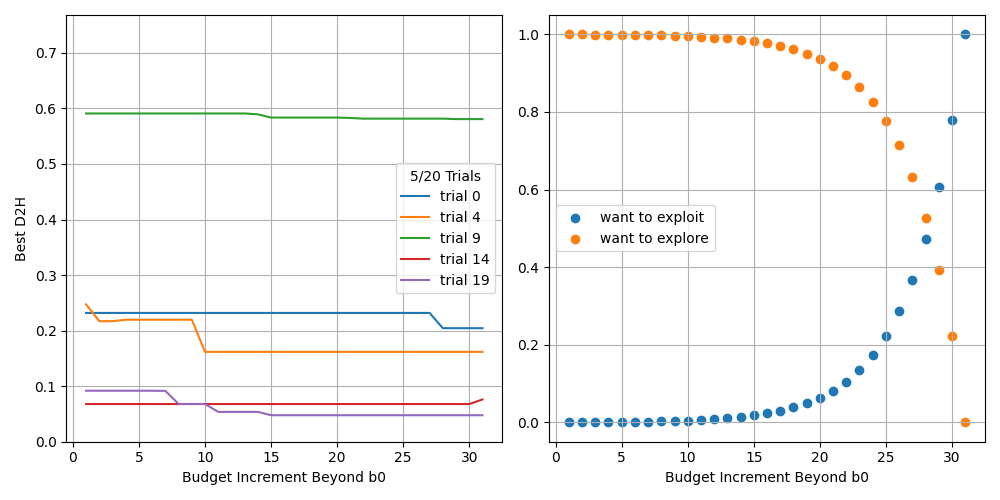 0.7
0.6
0.5
0.4
0.3
0.2
0.1
0.0
Best D2H
0 5 10 15 20 25 30
Budget Increment Beyond b0
5/20 Trials
trial 0
trial 4
trial 9
trial 14
trial 19
1.0
0.8
0.6
0.4
0.2
0.0
0 5 10 15 20 25 30
Budget Increment Beyond b0
want to exploit
want to explore